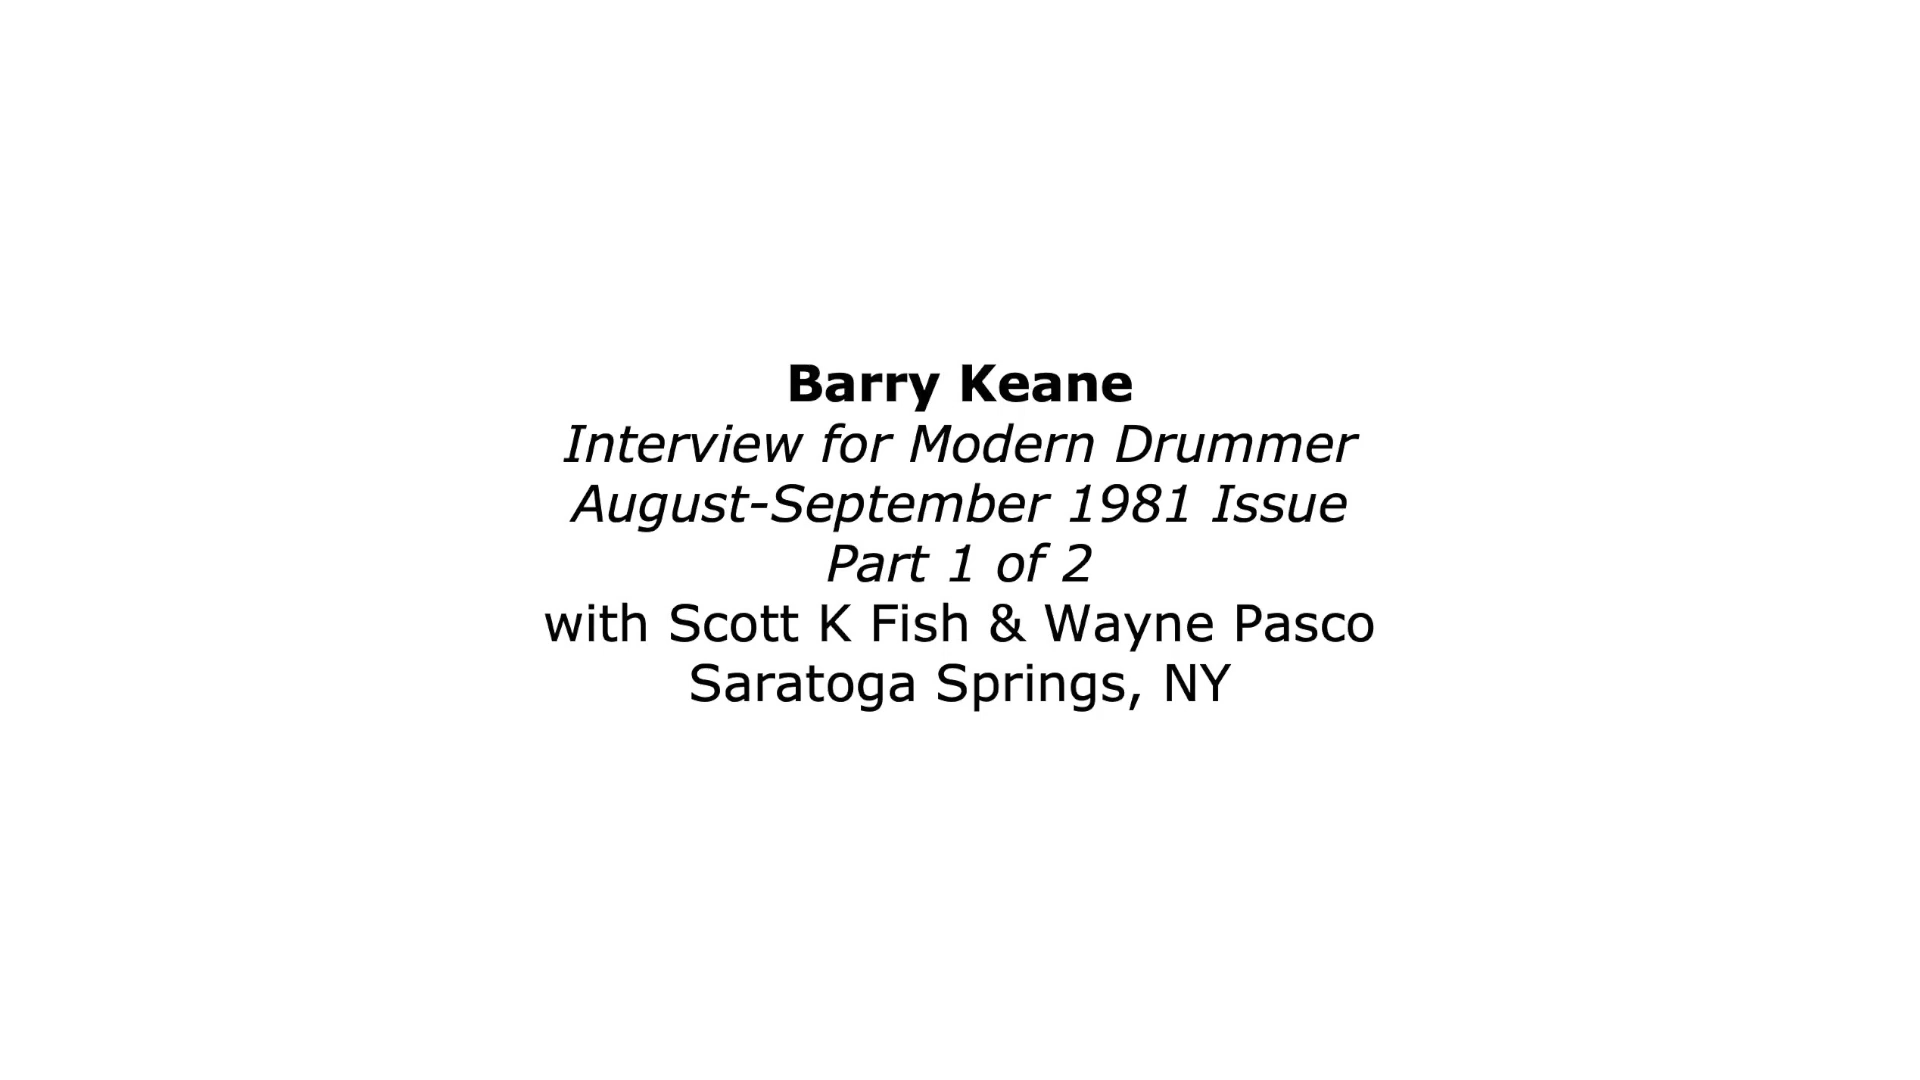 Barry Keane
Interview for Modern Drummer
August-September 1981 Issue
Part 1 of 2
with Scott K Fish & Wayne Pasco
Saratoga Springs, NY